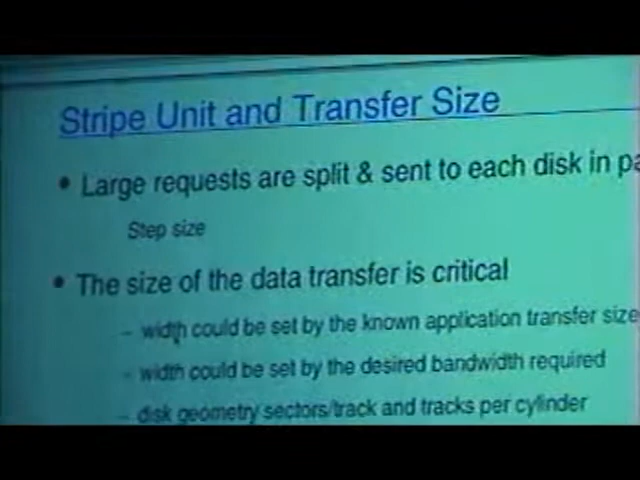 Stripe Unit and Transfer Size
• Large requests are split & sent to each disk in pa
Step size
• The size of the data transfer is critical
– width could be set by the known application transfer size
– width could be set by the desired bandwidth required
– disk geometry sectors/track and tracks per cylinder